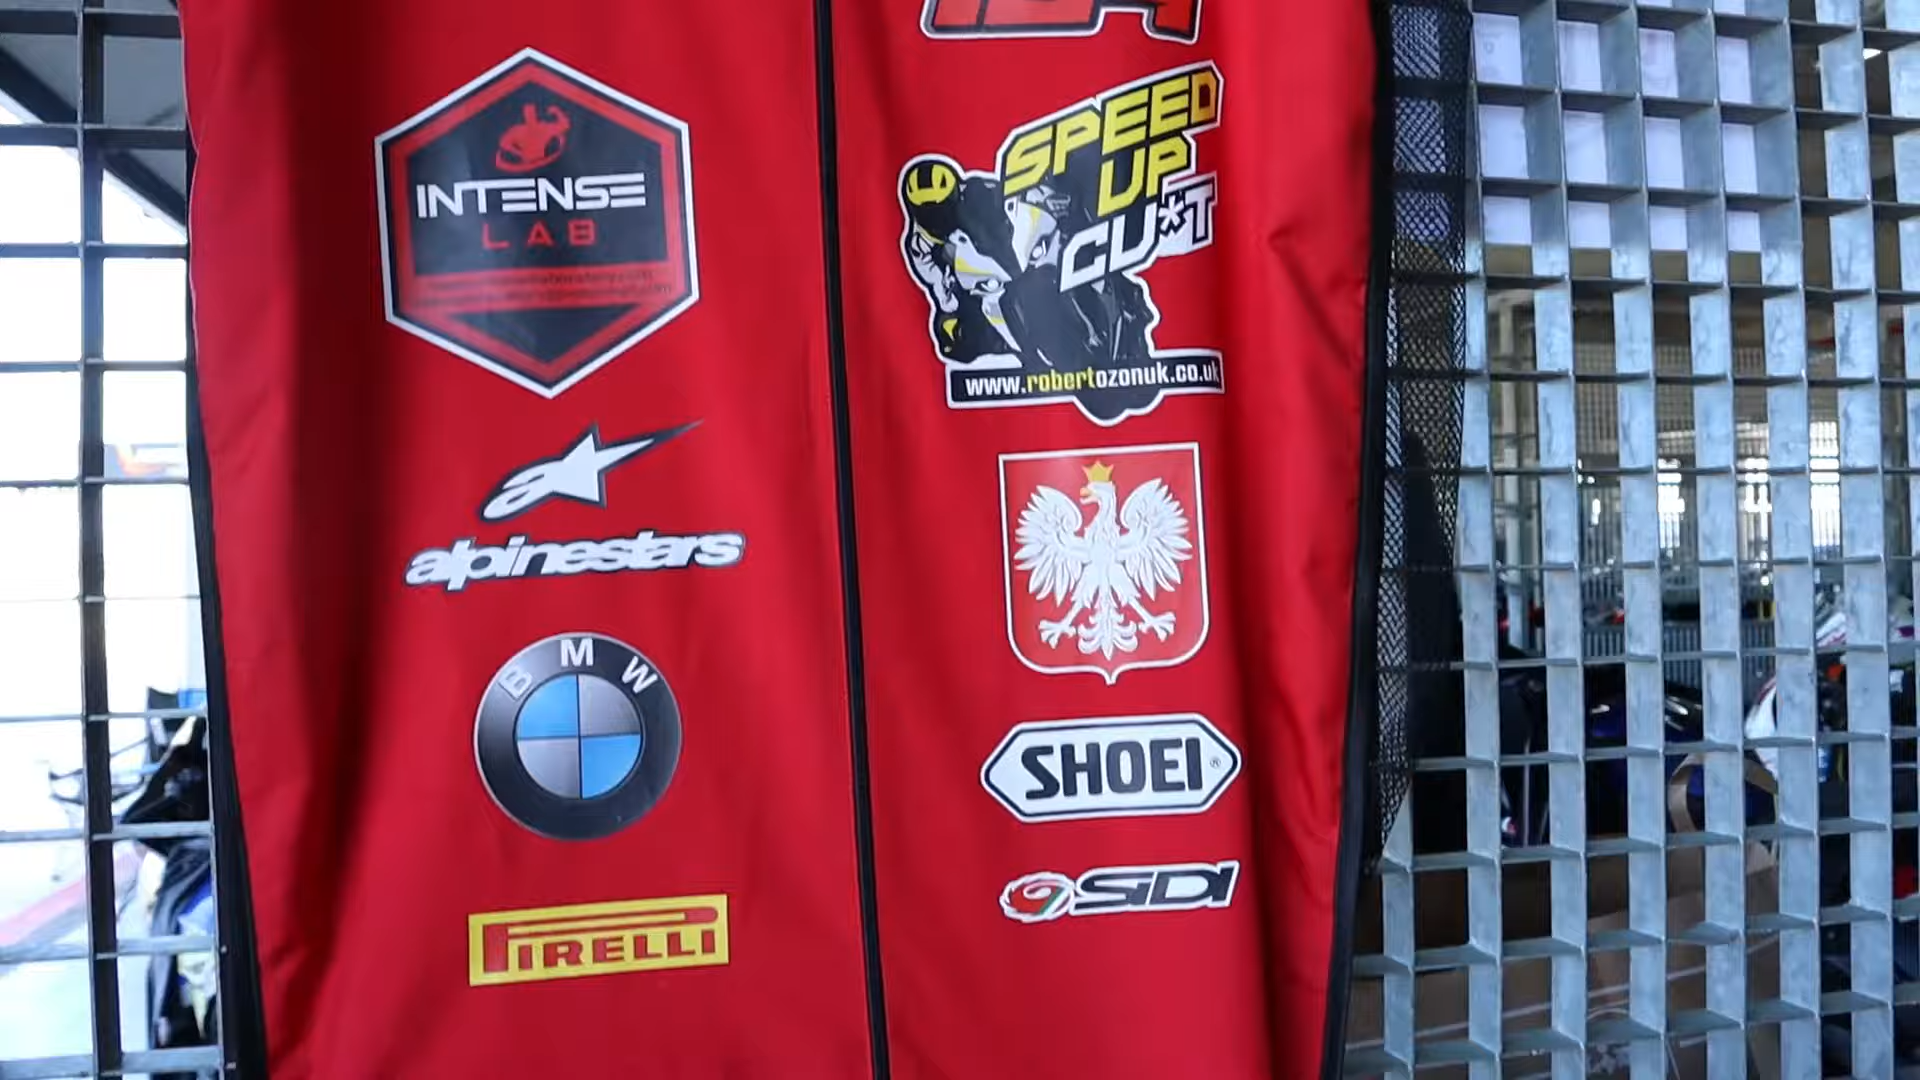 INTENSE
LAB
alpinestars
BMW
PIRELLI
SPEED
UP
CU*T
www.robertozonuk.co.uk
SHOEI
SIDI